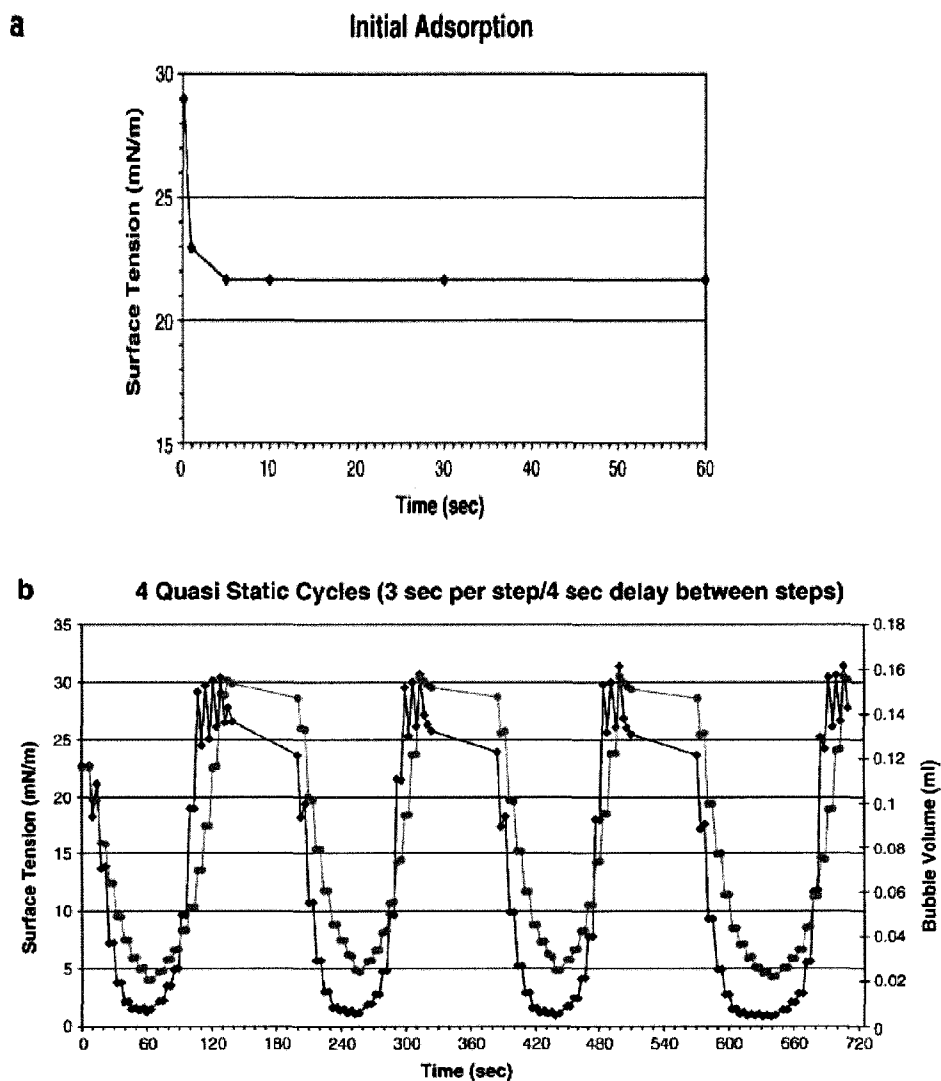 a
Initial Adsorption
30
25
20
15
Surface Tension (mN/m)
0 10 20 30 40 50 60
Time (sec)
b
4 Quasi Static Cycles (3 sec per step/4 sec delay between steps)
35
30
25
20
15
10
5
0
Surface Tension (mN/m)
0.18
0.16
0.14
0.12
0.1
0.08
0.06
0.04
0.02
0
Bubble Volume (ml)
0 60 120 180 240 300 360 420 480 540 600 660 720
Time (sec)